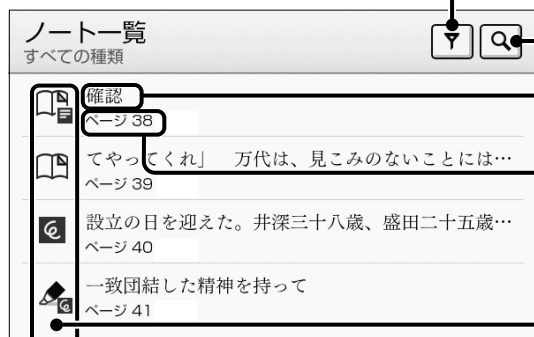 ノート一覧
すべての種類
確認
ページ 38
てやってくれ」　万代は、見こみのないことには…
ページ 39
設立の日を迎えた。井深三十八歳、盛田二十五歳…
ページ 40
一致団結した精神を持って
ページ 41